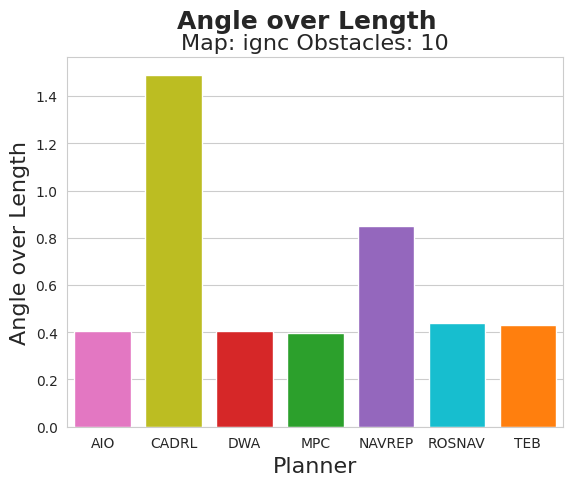 Angle over Length
Map: ignc Obstacles: 10
Angle over Length
1.4
1.2
1.0
0.8
0.6
0.4
0.2
0.0
AIO CADRL DWA MPC NAVREP ROSNAV TEB
Planner